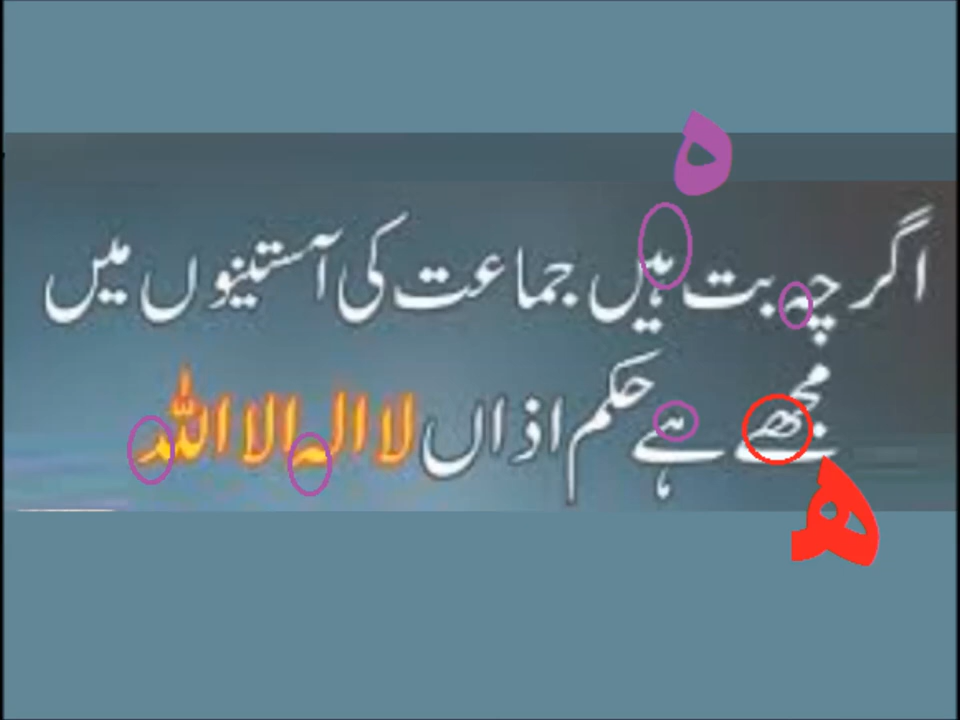 ہ
اگرچہ بت ہیں جماعت کی آستینوں میں
مجھے ہے حکم اذاں لا الہ الا اللہ
ھ